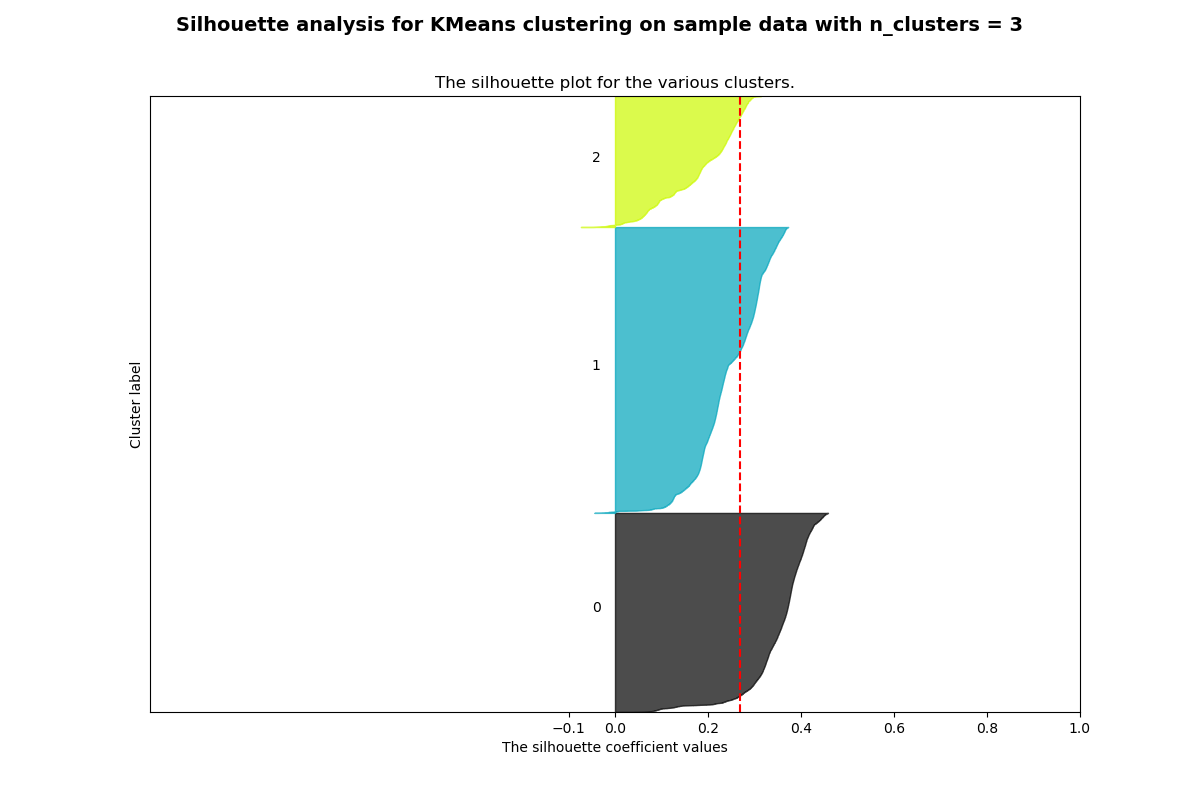 Silhouette analysis for KMeans clustering on sample data with n_clusters = 3
The silhouette plot for the various clusters.
2
1
0
Cluster label
−0.1 0.0 0.2 0.4 0.6 0.8 1.0
The silhouette coefficient values